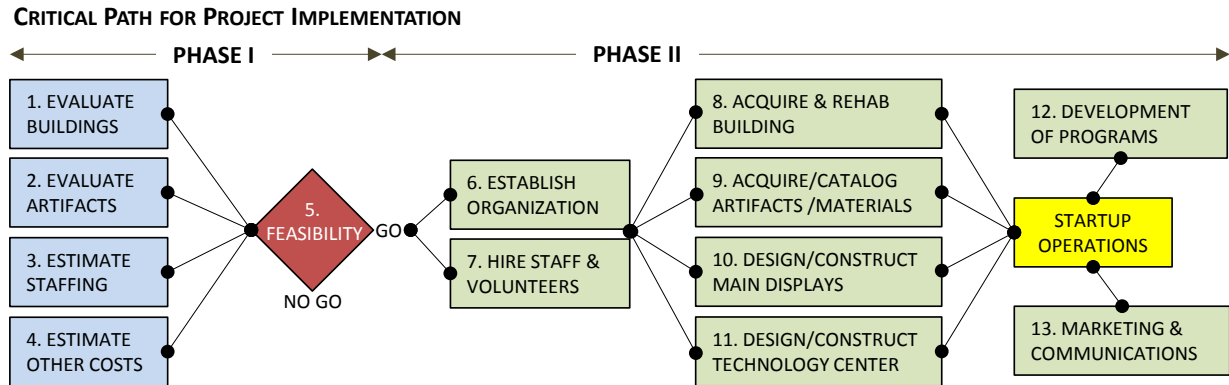 CRITICAL PATH FOR PROJECT IMPLEMENTATION
PHASE I
PHASE II
1. EVALUATE
BUILDINGS
2. EVALUATE
ARTIFACTS
3. ESTIMATE
STAFFING
4. ESTIMATE
OTHER COSTS
5.
FEASIBILITY
GO
NO GO
6. ESTABLISH
ORGANIZATION
7. HIRE STAFF &
VOLUNTEERS
8. ACQUIRE & REHAB
BUILDING
9. ACQUIRE/CATALOG
ARTIFACTS /MATERIALS
10. DESIGN/CONSTRUCT
MAIN DISPLAYS
11. DESIGN/CONSTRUCT
TECHNOLOGY CENTER
12. DEVELOPMENT
OF PROGRAMS
STARTUP
OPERATIONS
13. MARKETING &
COMMUNICATIONS